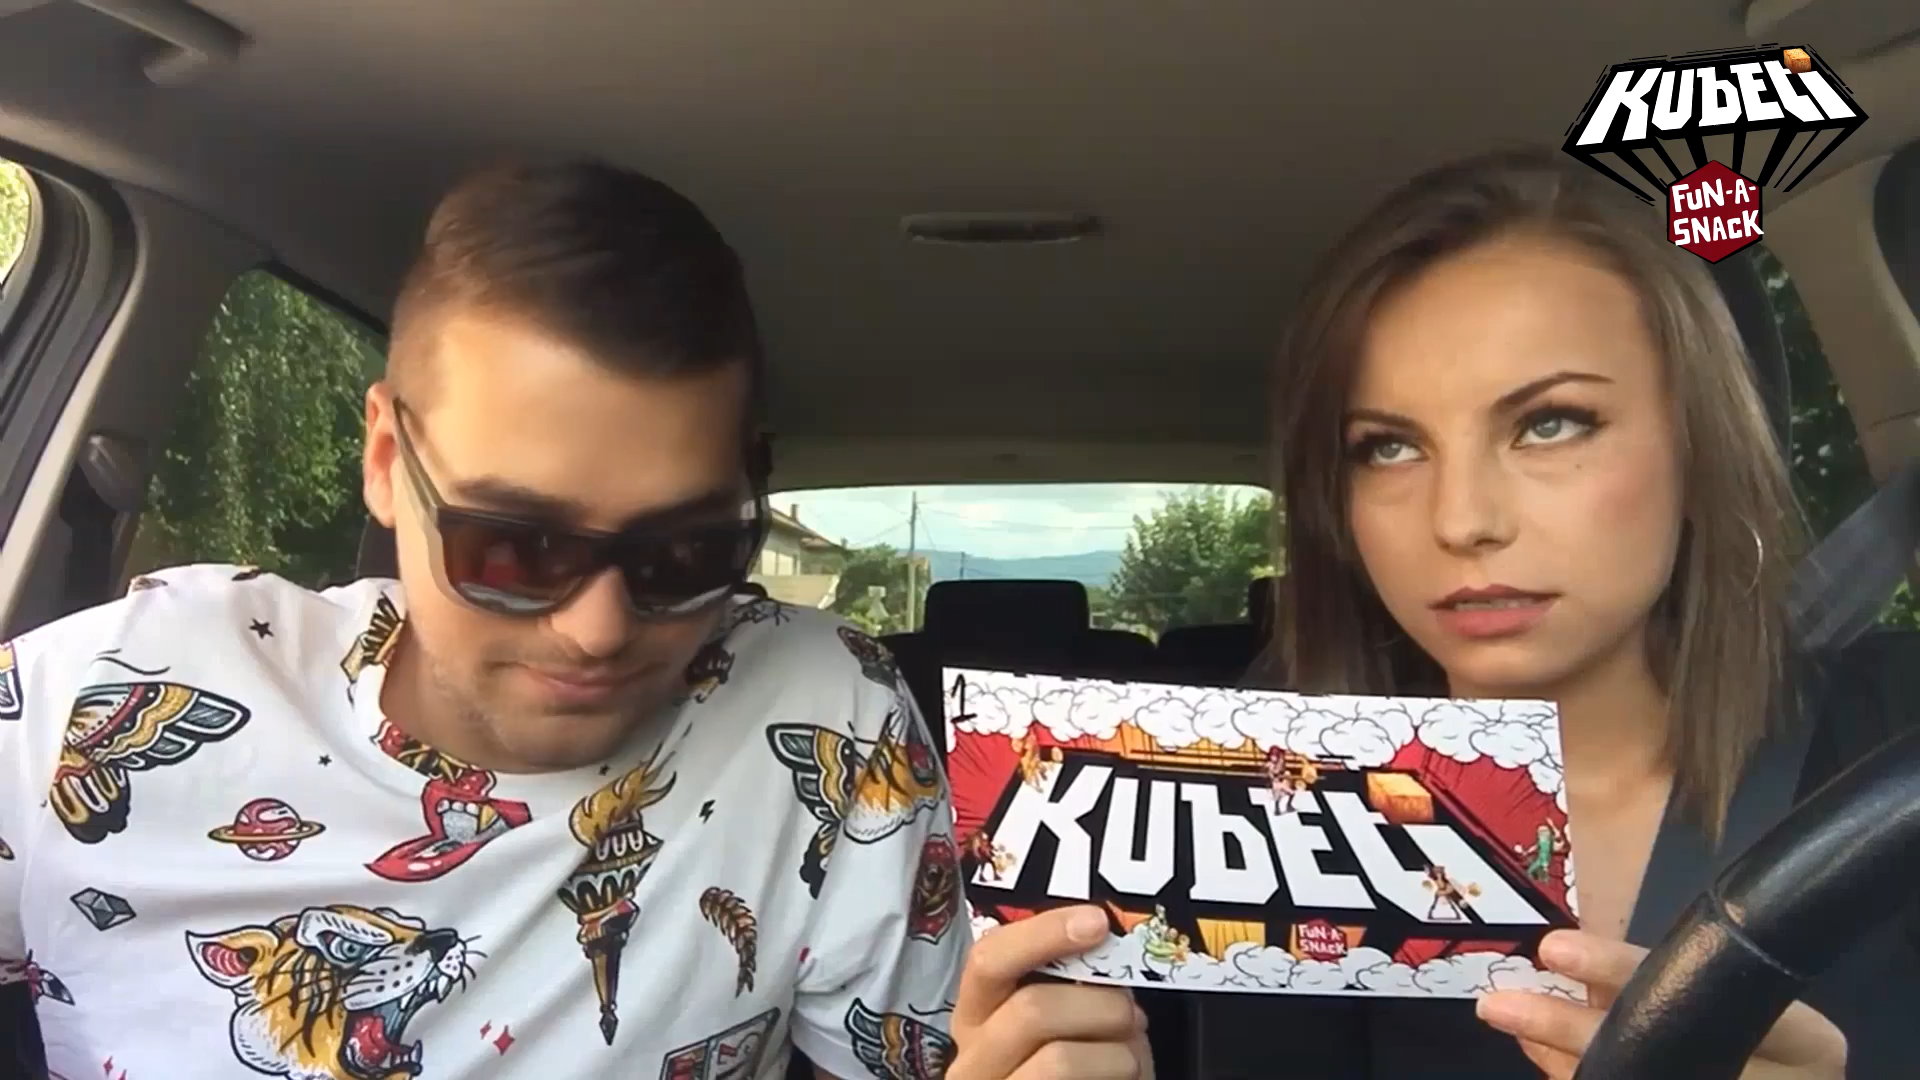 KubEti
FuN-A-
SNAcK
1
KubEti
FuN-A-
SNAcK